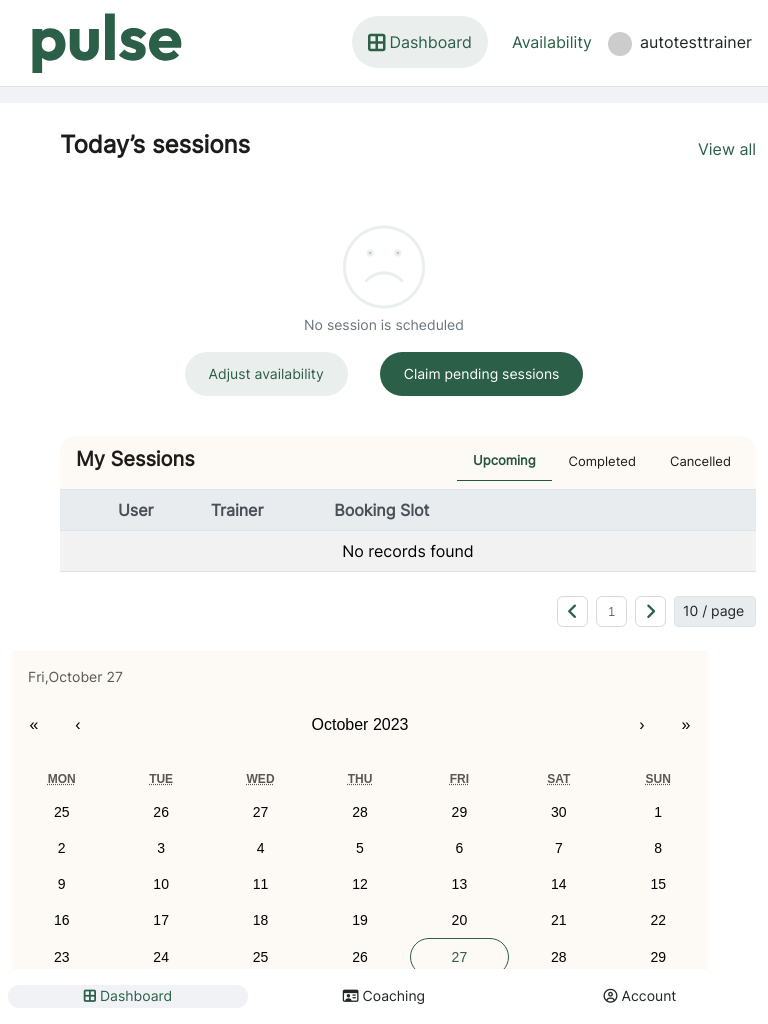 pulse
Dashboard Availability autotesttrainer
Today’s sessions
View all
No session is scheduled
Adjust availability Claim pending sessions
My Sessions Upcoming Completed Cancelled
User Trainer Booking Slot
No records found
1 10 / page
Fri,October 27
« ‹ October 2023 › »
MON TUE WED THU FRI SAT SUN
25 26 27 28 29 30 1
2 3 4 5 6 7 8
9 10 11 12 13 14 15
16 17 18 19 20 21 22
23 24 25 26 27 28 29
Dashboard Coaching Account